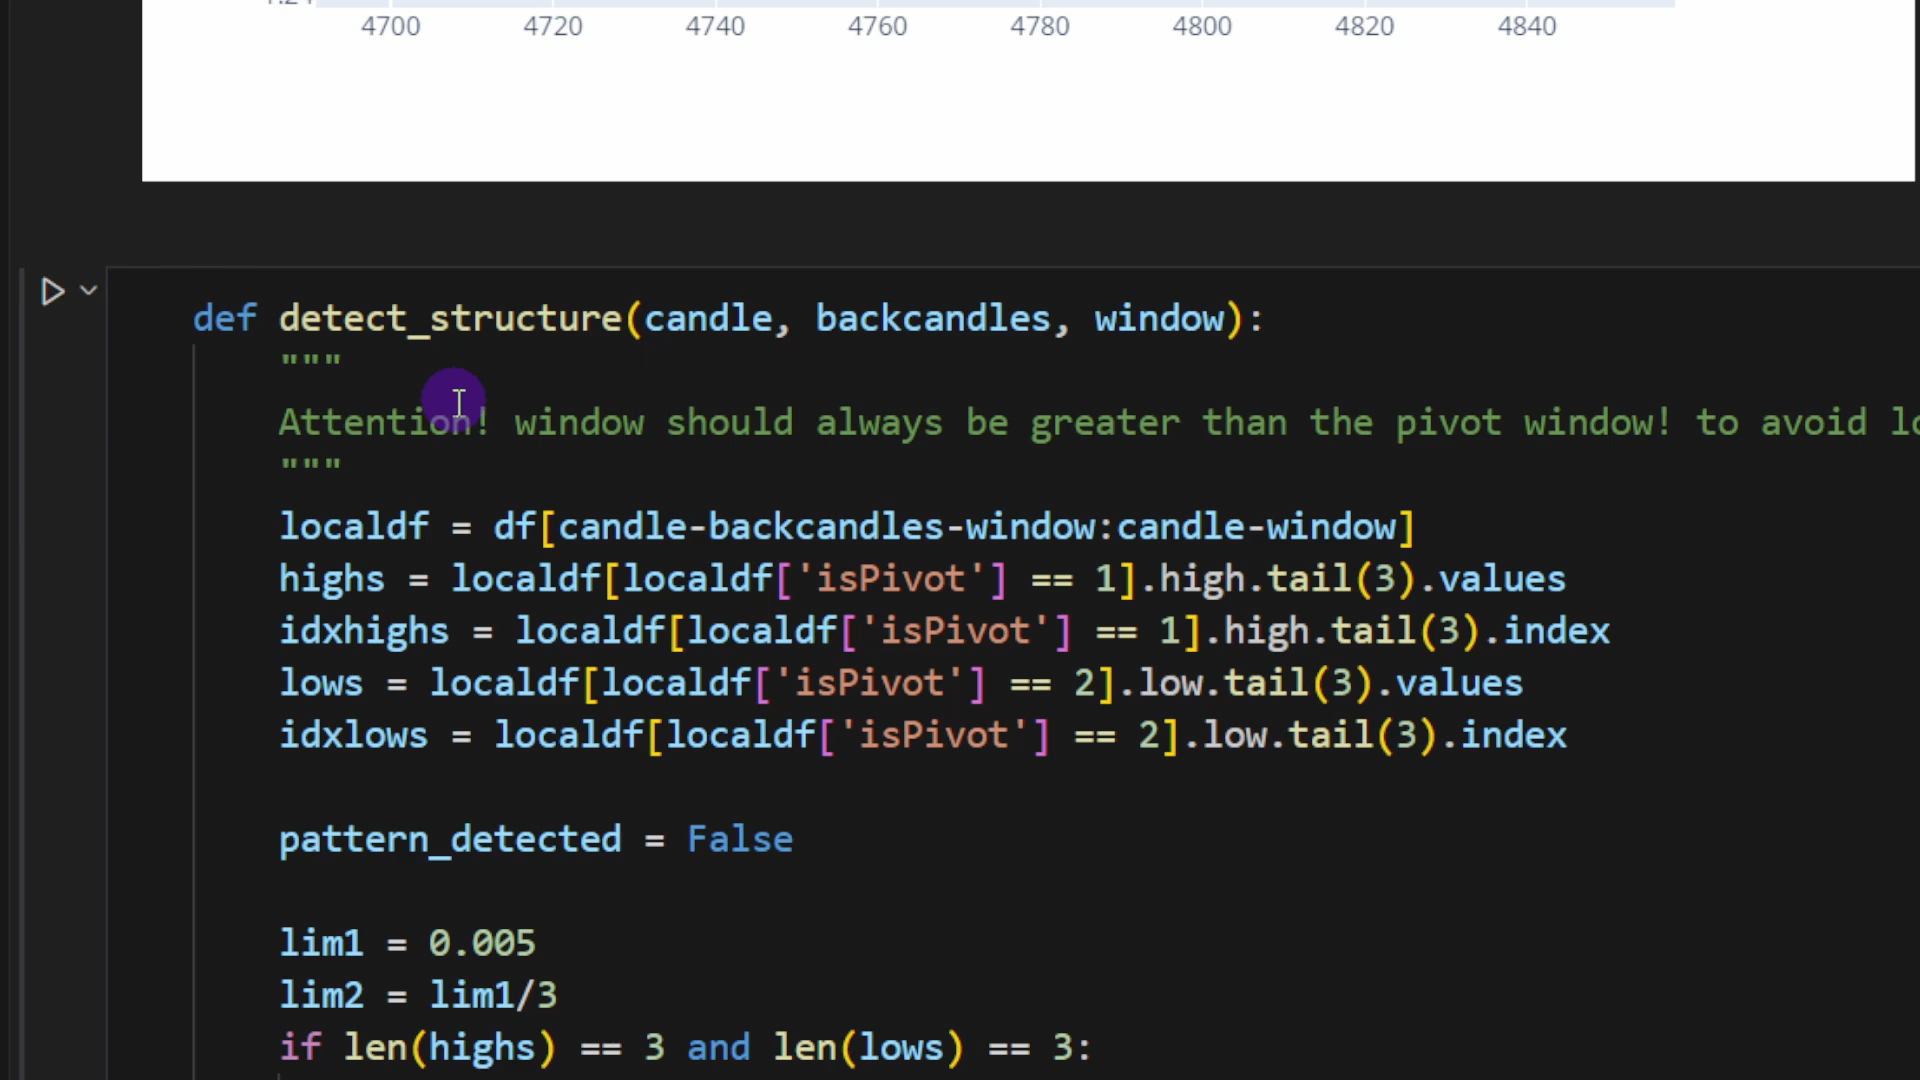 4700 4720 4740 4760 4780 4800 4820 4840
def detect_structure(candle, backcandles, window):
"""
Attention! window should always be greater than the pivot window! to avoid
"""
localdf = df[candle-backcandles-window:candle-window]
highs = localdf[localdf['isPivot'] == 1].high.tail(3).values
idxhighs = localdf[localdf['isPivot'] == 1].high.tail(3).index
lows = localdf[localdf['isPivot'] == 2].low.tail(3).values
idxlows = localdf[localdf['isPivot'] == 2].low.tail(3).index
pattern_detected = False
lim1 = 0.005
lim2 = lim1/3
if len(highs) == 3 and len(lows) == 3: